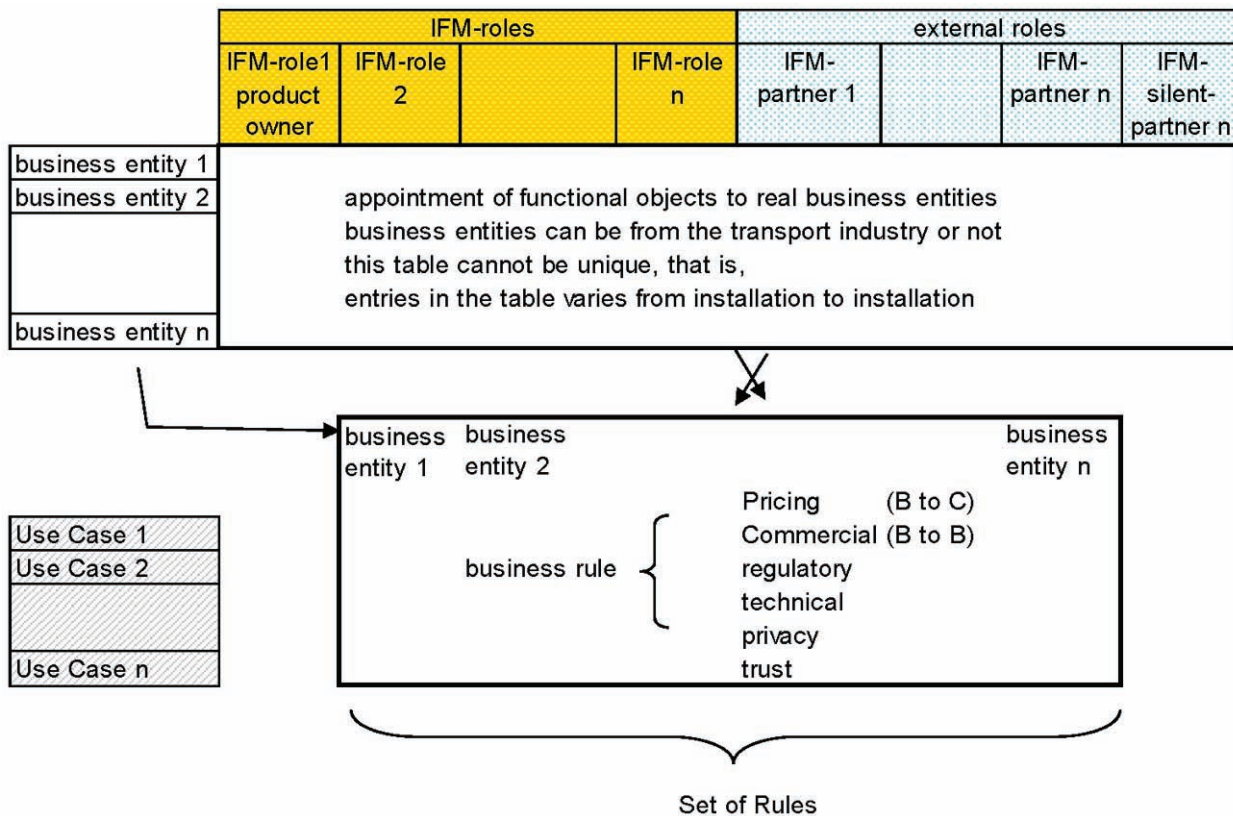 IFM-roles
external roles
IFM-role1
product
owner
IFM-role
2
IFM-role
n
IFM-
partner 1
IFM-
partner n
IFM-
silent-
partner n
business entity 1
business entity 2
business entity n
appointment of functional objects to real business entities
business entities can be from the transport industry or not
this table cannot be unique, that is,
entries in the table varies from installation to installation
business
entity 1
business
entity 2
business
entity n
Use Case 1
Use Case 2
Use Case n
business rule
Pricing (B to C)
Commercial (B to B)
regulatory
technical
privacy
trust
Set of Rules